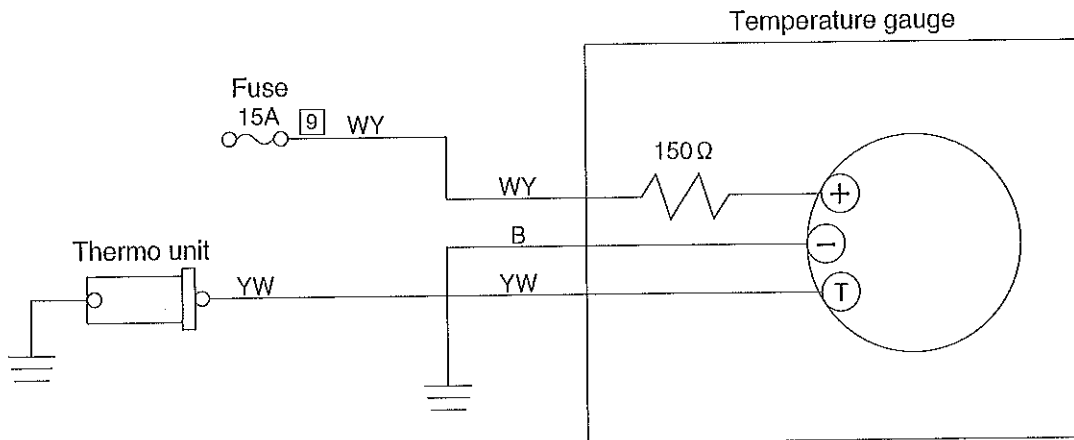 Temperature gauge
Fuse
15A
9
WY
150Ω
WY
+
B
−
Thermo unit
YW
YW
T